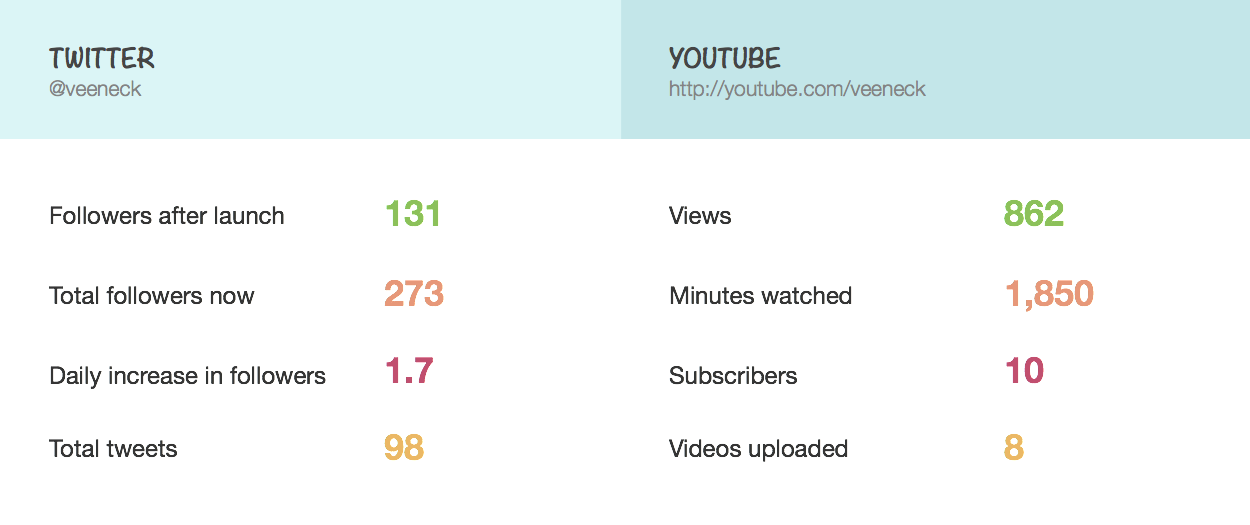 TWITTER
@veeneck
Followers after launch 131
Total followers now 273
Daily increase in followers 1.7
Total tweets 98
YOUTUBE
http://youtube.com/veeneck
Views 862
Minutes watched 1,850
Subscribers 10
Videos uploaded 8